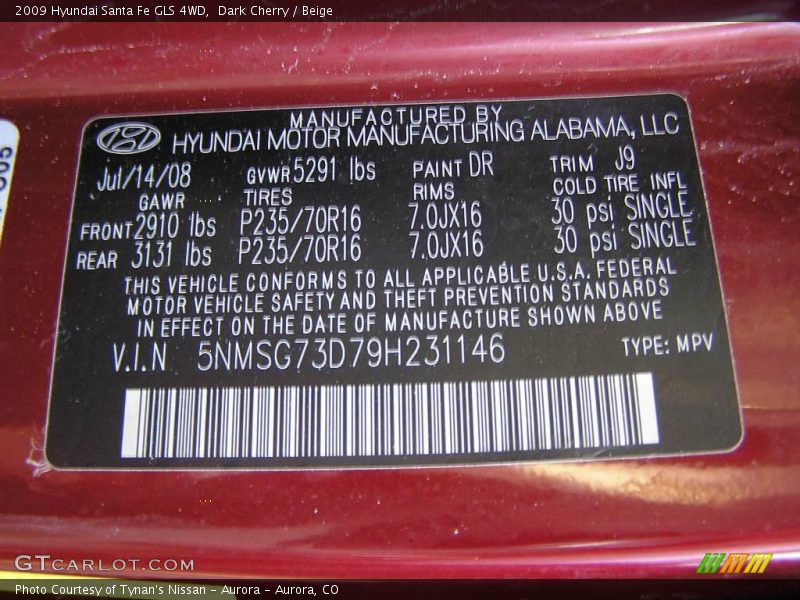 2009 Hyundai Santa Fe GLS 4WD, Dark Cherry / Beige
MANUFACTURED BY
HYUNDAI MOTOR MANUFACTURING ALABAMA, LLC
Jul/14/08 GVWR 5291 lbs PAINT DR TRIM J9
GAWR TIRES RIMS COLD TIRE INFL
FRONT 2910 lbs P235/70R16 7.0JX16 30 psi SINGLE
REAR 3131 lbs P235/70R16 7.0JX16 30 psi SINGLE
THIS VEHICLE CONFORMS TO ALL APPLICABLE U.S.A. FEDERAL
MOTOR VEHICLE SAFETY AND THEFT PREVENTION STANDARDS
IN EFFECT ON THE DATE OF MANUFACTURE SHOWN ABOVE
V.I.N 5NMSG73D79H231146 TYPE: MPV
GTCARLOT.COM
Photo Courtesy of Tynan's Nissan - Aurora - Aurora, CO